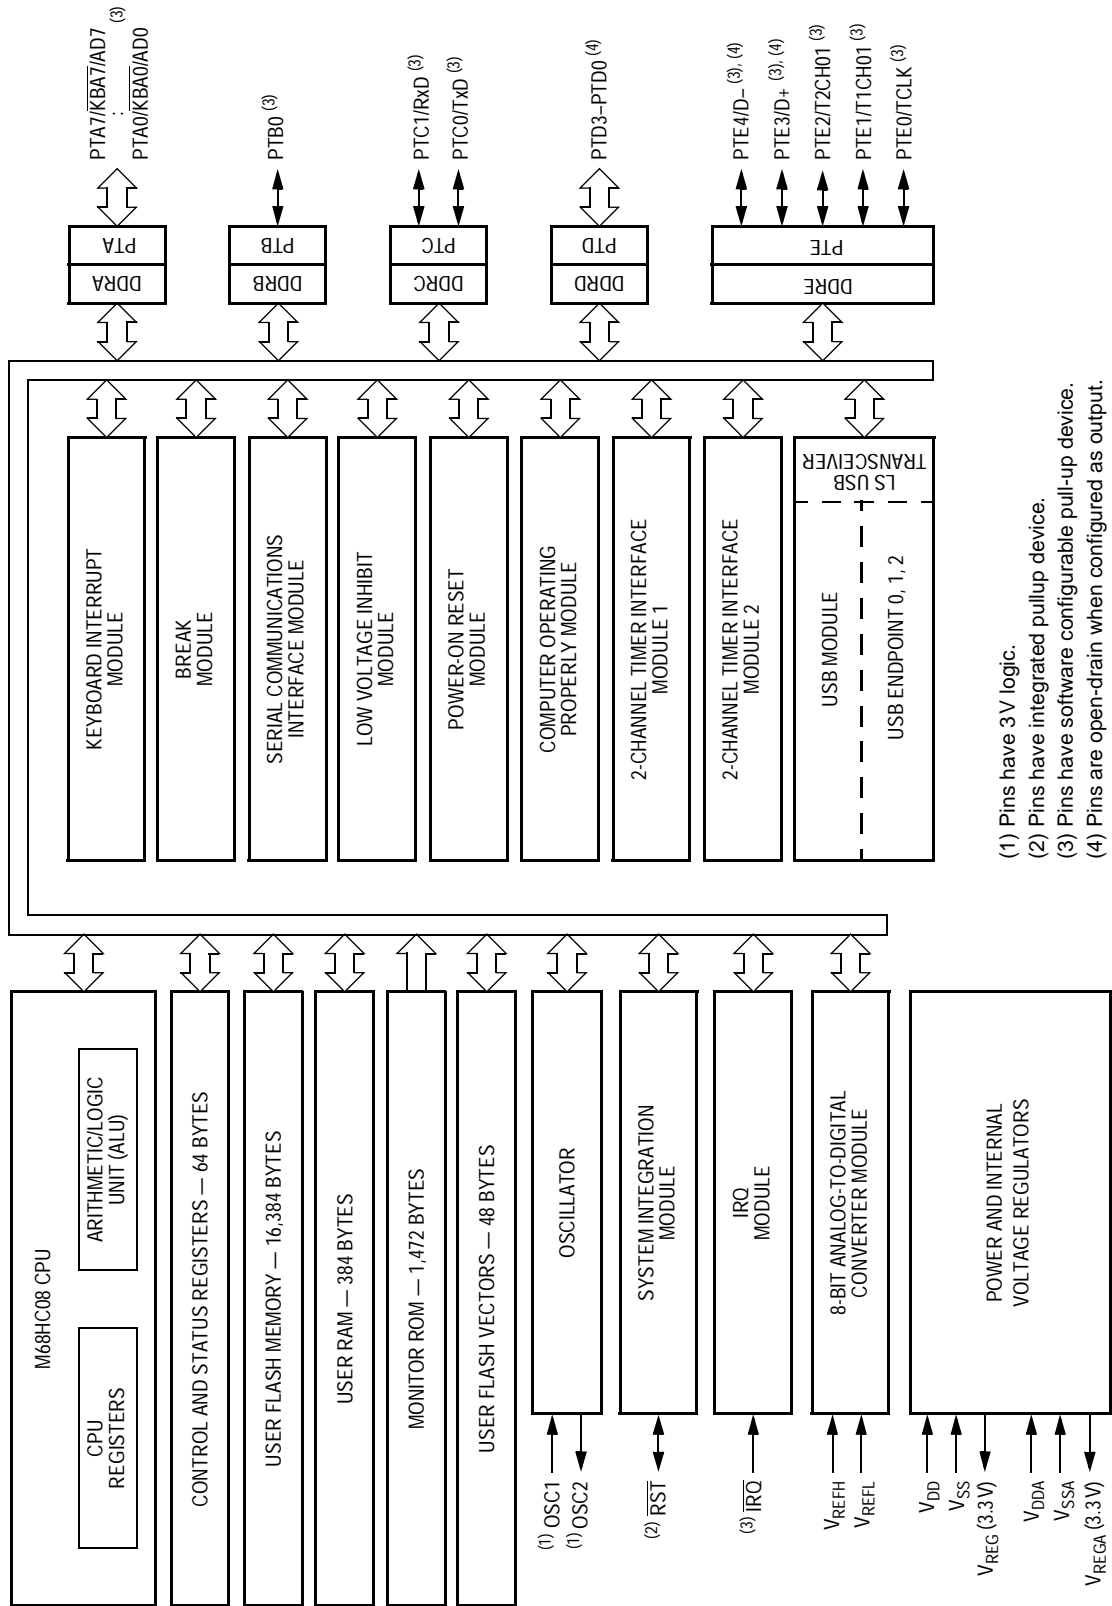 M68HC08 CPU
CPU
REGISTERS
ARITHMETIC/LOGIC
UNIT (ALU)
CONTROL AND STATUS REGISTERS — 64 BYTES
USER FLASH MEMORY — 16,384 BYTES
USER RAM — 384 BYTES
MONITOR ROM — 1,472 BYTES
USER FLASH VECTORS — 48 BYTES
(1) OSC1
(1) OSC2
OSCILLATOR
(2) RST
SYSTEM INTEGRATION
MODULE
(3) IRQ
IRQ
MODULE
VREFH
VREFL
8-BIT ANALOG-TO-DIGITAL
CONVERTER MODULE
VDD
VSS
VREG (3.3 V)
VDDA
VSSA
VREGA (3.3 V)
POWER AND INTERNAL
VOLTAGE REGULATORS
KEYBOARD INTERRUPT
MODULE
BREAK
MODULE
SERIAL COMMUNICATIONS
INTERFACE MODULE
LOW VOLTAGE INHIBIT
MODULE
POWER-ON RESET
MODULE
COMPUTER OPERATING
PROPERLY MODULE
2-CHANNEL TIMER INTERFACE
MODULE 1
2-CHANNEL TIMER INTERFACE
MODULE 2
USB MODULE
USB ENDPOINT 0, 1, 2
LS USB
TRANSCEIVER
DDRA
PTA
PTA7/KBA7/AD7
:
PTA0/KBA0/AD0
(3)
DDRB
PTB
PTB0 (3)
DDRC
PTC
PTC1/RxD (3)
PTC0/TxD (3)
DDRD
PTD
PTD3–PTD0 (4)
DDRE
PTE
PTE4/D– (3), (4)
PTE3/D+ (3), (4)
PTE2/T2CH01 (3)
PTE1/T1CH01 (3)
PTE0/TCLK (3)
(1) Pins have 3 V logic.
(2) Pins have integrated pullup device.
(3) Pins have software configurable pull-up device.
(4) Pins are open-drain when configured as output.